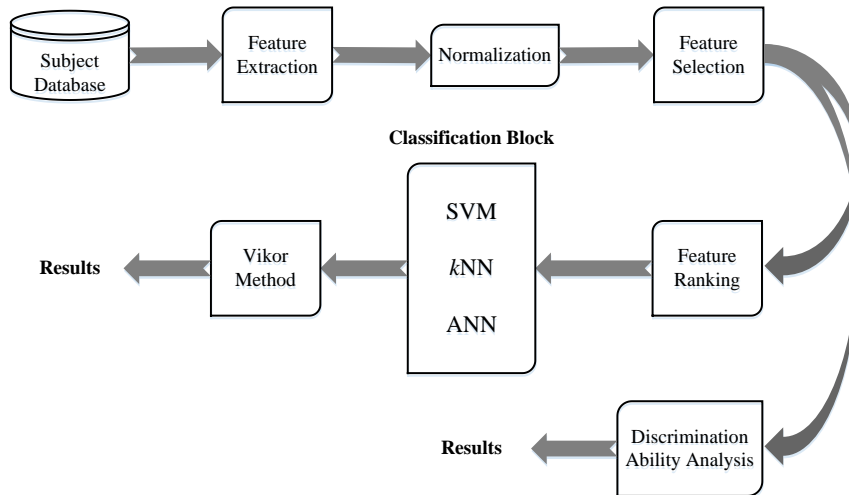 Subject
Database
Feature
Extraction
Normalization
Feature
Selection
Classification Block
SVM
kNN
ANN
Results
Vikor
Method
Feature
Ranking
Results
Discrimination
Ability Analysis